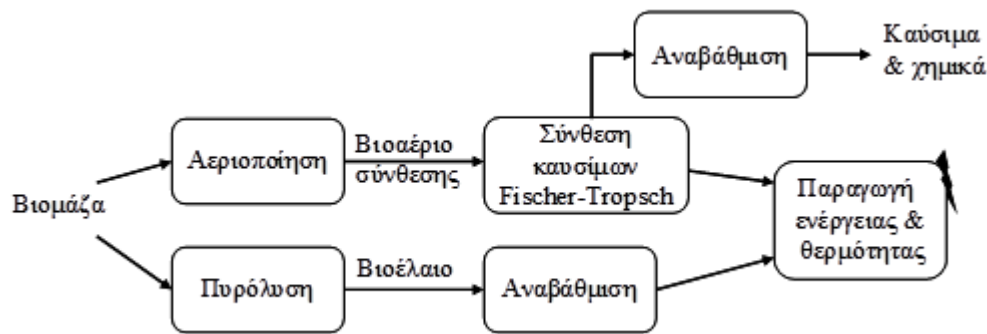 Αναβάθμιση
Καύσιμα
& χημικά
Αεριοποίηση
Βιοαέριο
σύνθεσης
Σύνθεση
καυσίμων
Fischer-Tropsch
Παραγωγή
ενέργειας &
θερμότητας
Βιομάζα
Πυρόλυση
Βιοέλαιο
Αναβάθμιση